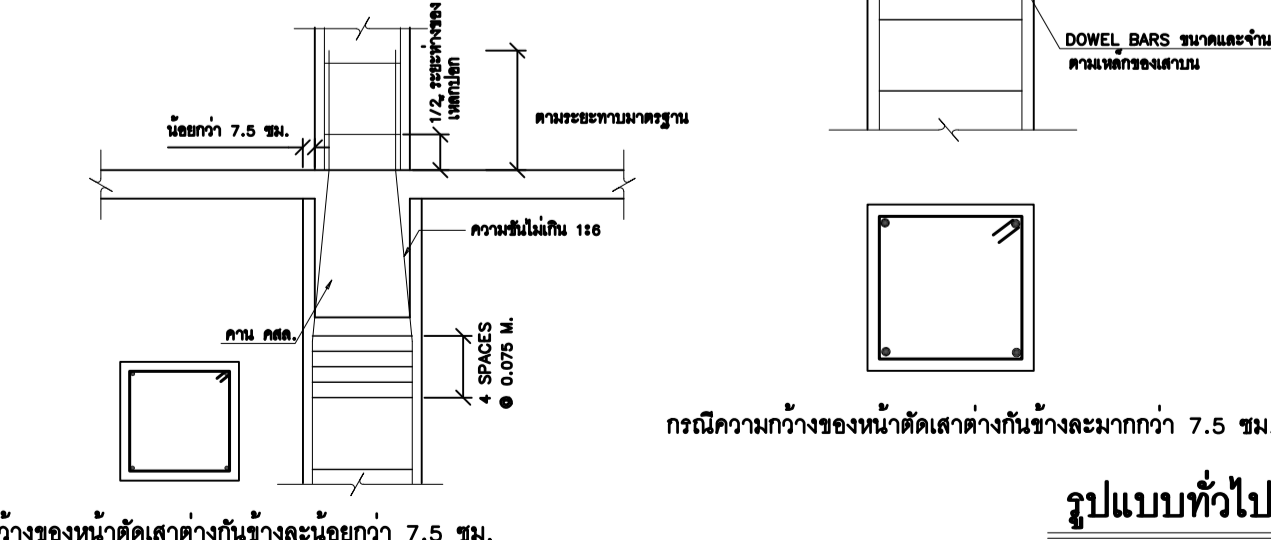 1/2 ระยะห่างของ
เหล็กปลอก
DOWEL BARS ขนาดและจำน
ตามเหล็กของเสาบน
น้อยกว่า 7.5 ซม.
ตามระยะทาบมาตรฐาน
ความชันไม่เกิน 1:6
คาน คสล.
4 SPACES
@ 0.075 M.
กรณีความกว้างของหน้าตัดเสาต่างกันข้างละมากกว่า 7.5 ซม.
รูปแบบทั่วไป
ว้างของหน้าตัดเสาต่างกันข้างละน้อยกว่า 7.5 ซม.